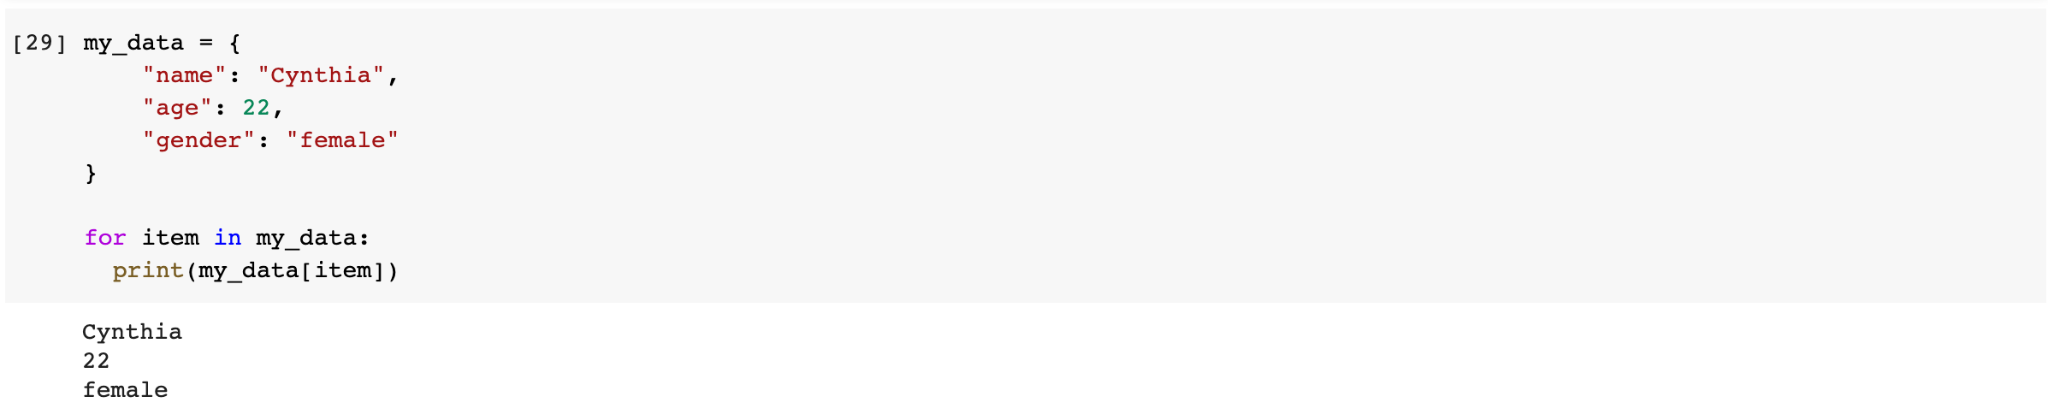 [29] my_data = {
"name": "Cynthia",
"age": 22,
"gender": "female"
}
for item in my_data:
print(my_data[item])
Cynthia
22
female